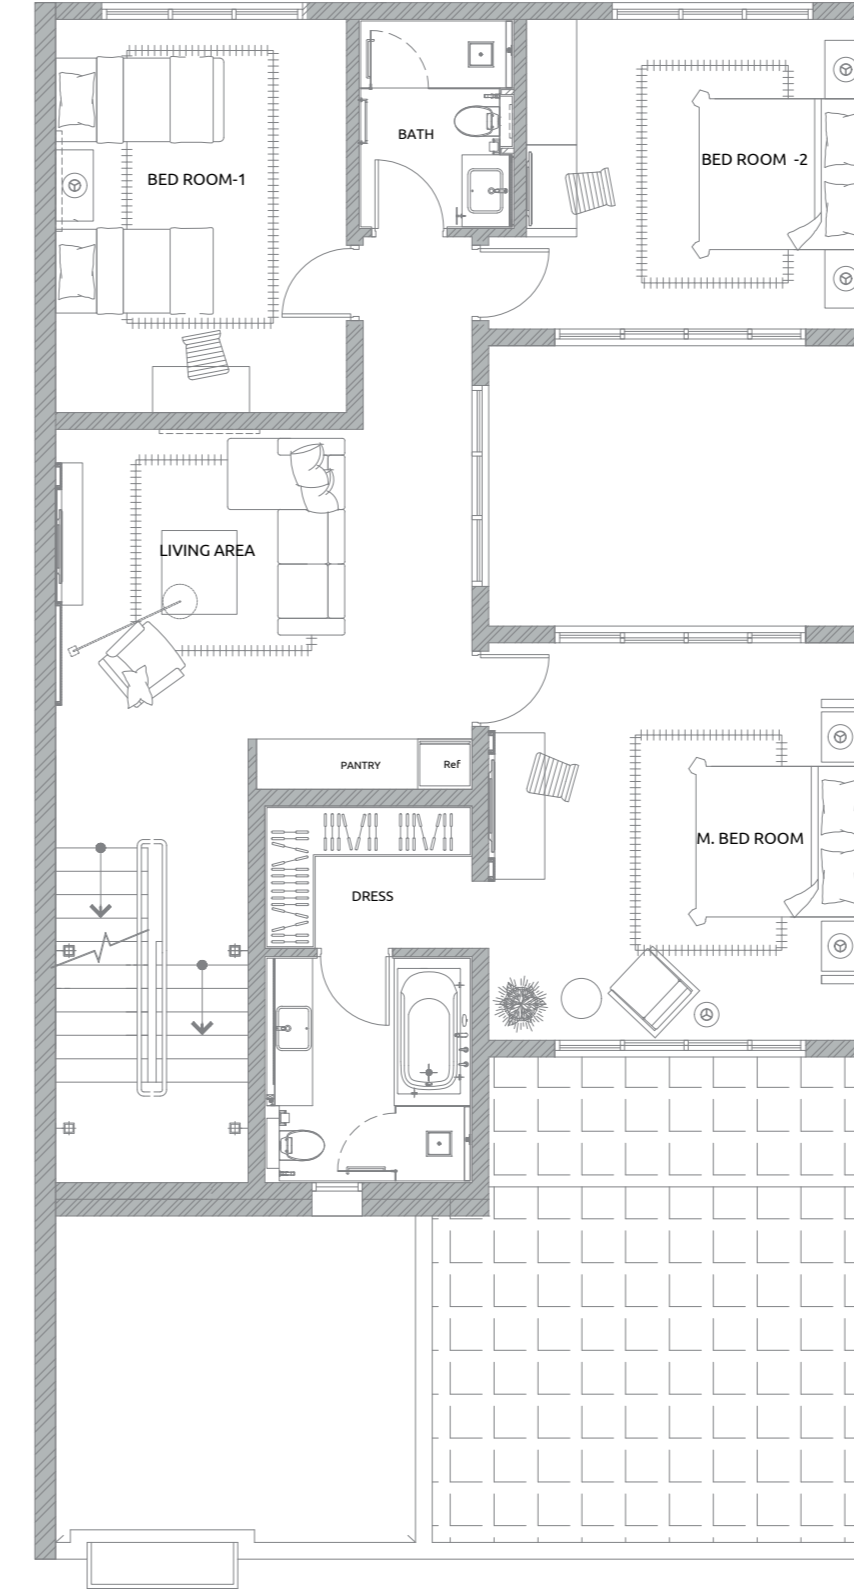 BATH
BED ROOM -2
BED ROOM-1
LIVING AREA
PANTRY
Ref
M. BED ROOM
DRESS